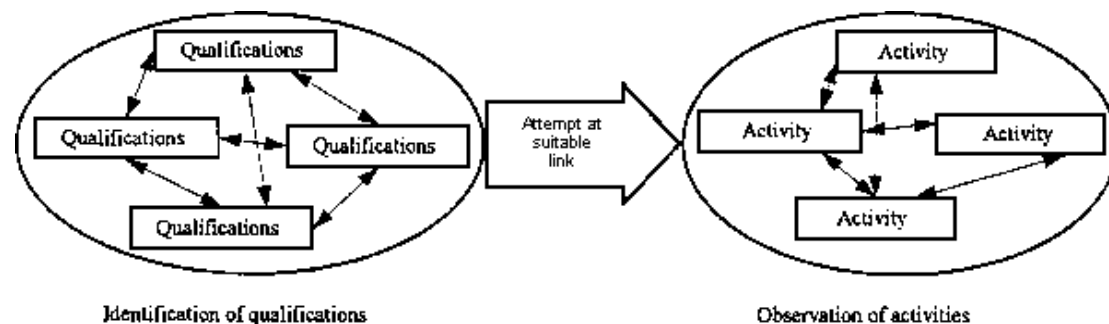 Qualifications
Activity
Qualifications
Qualifications
Attempt at
suitable
link
Activity
Activity
Qualifications
Activity
Identification of qualifications
Observation of activities